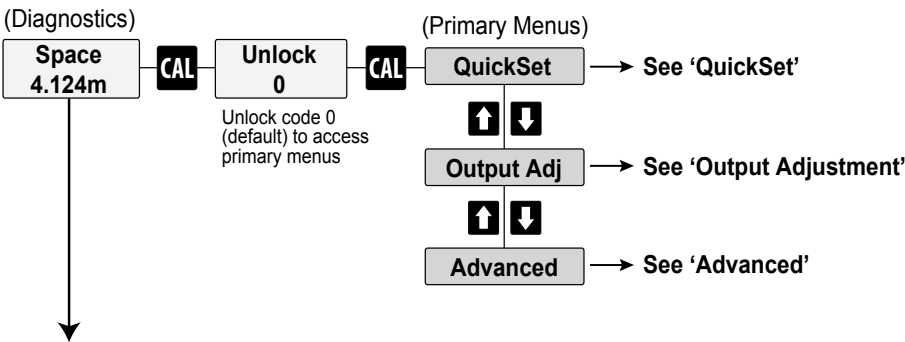 (Diagnostics)
Space
4.124m
CAL
Unlock
0
Unlock code 0
(default) to access
primary menus
CAL
(Primary Menus)
QuickSet
See ‘QuickSet’
Output Adj
See ‘Output Adjustment’
Advanced
See ‘Advanced’